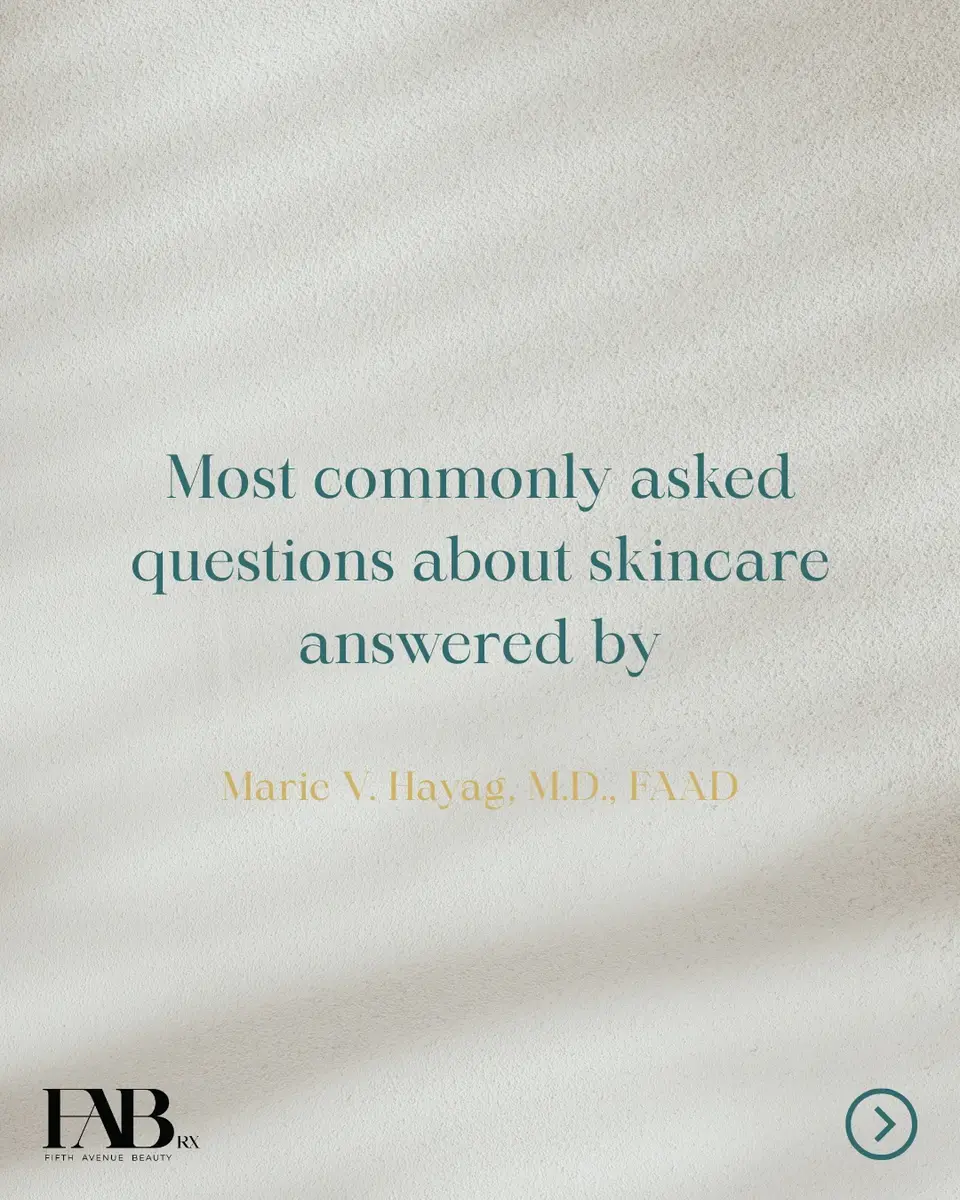 Most commonly asked
questions about skincare
answered by
Marie V. Hayag, M.D., FAAD
FAB RX
FIFTH AVENUE BEAUTY